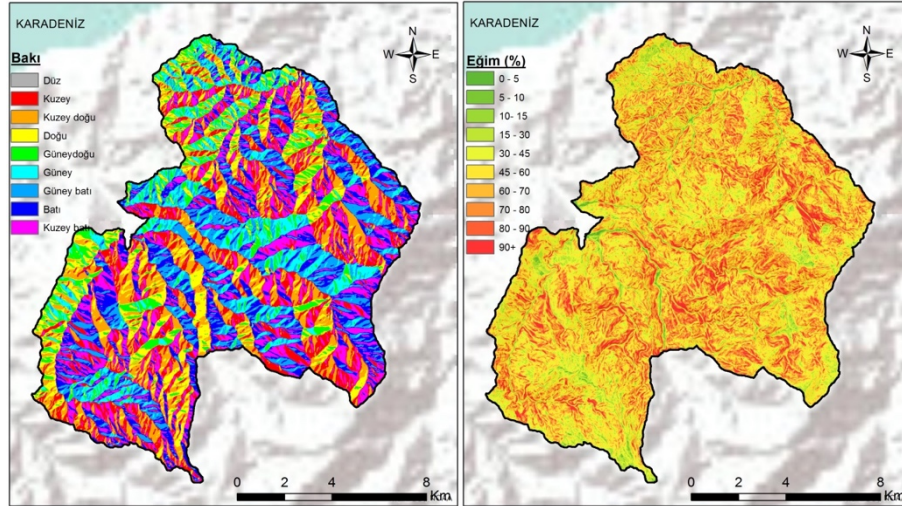 KARADENİZ
N
W E
S
Bakı
Düz
Kuzey
Kuzey doğu
Doğu
Güneydoğu
Güney
Güney batı
Batı
Kuzey batı
0 2 4 8
Km
KARADENİZ
N
W E
S
Eğim (%)
0 - 5
5 - 10
10- 15
15 - 30
30 - 45
45 - 60
60 - 70
70 - 80
80 - 90
90+
0 2 4 8
Km